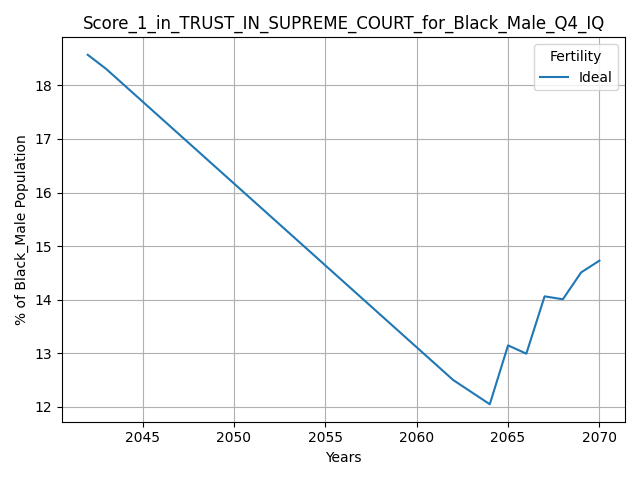 Score_1_in_TRUST_IN_SUPREME_COURT_for_Black_Male_Q4_IQ
Fertility
Ideal
% of Black_Male Population
18
17
16
15
14
13
12
2045 2050 2055 2060 2065 2070
Years